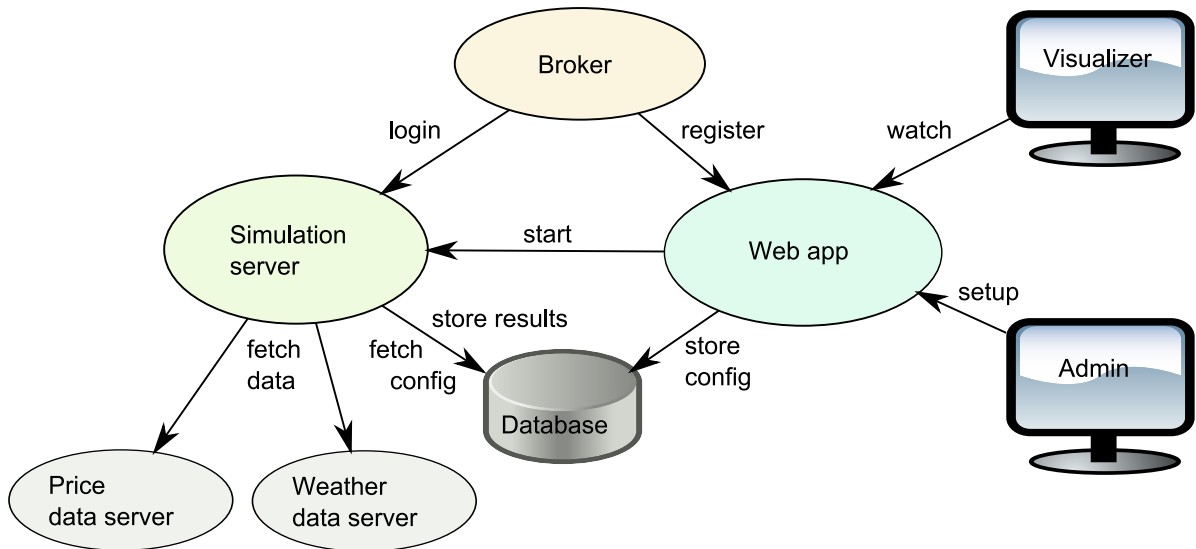 Broker
Visualizer
login
register
watch
Simulation
server
start
Web app
setup
store results
fetch
data
fetch
config
store
config
Admin
Database
Price
data server
Weather
data server